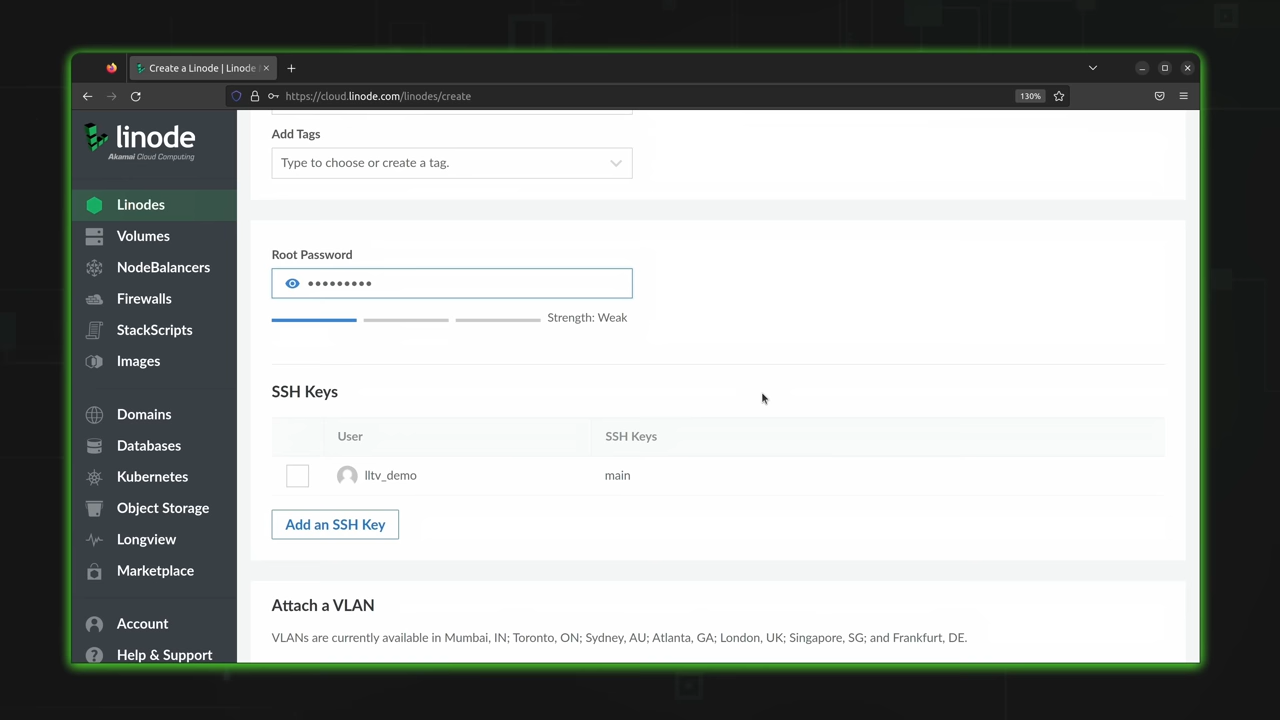 Create a Linode | Linode
https://cloud.linode.com/linodes/create
130%
linode
Akamai Cloud Computing
Linodes
Volumes
NodeBalancers
Firewalls
StackScripts
Images
Domains
Databases
Kubernetes
Object Storage
Longview
Marketplace
Account
Help & Support
Add Tags
Type to choose or create a tag.
Root Password
•••••••••
Strength: Weak
SSH Keys
User SSH Keys
lltv_demo main
Add an SSH Key
Attach a VLAN
VLANs are currently available in Mumbai, IN; Toronto, ON; Sydney, AU; Atlanta, GA; London, UK; Singapore, SG; and Frankfurt, DE.